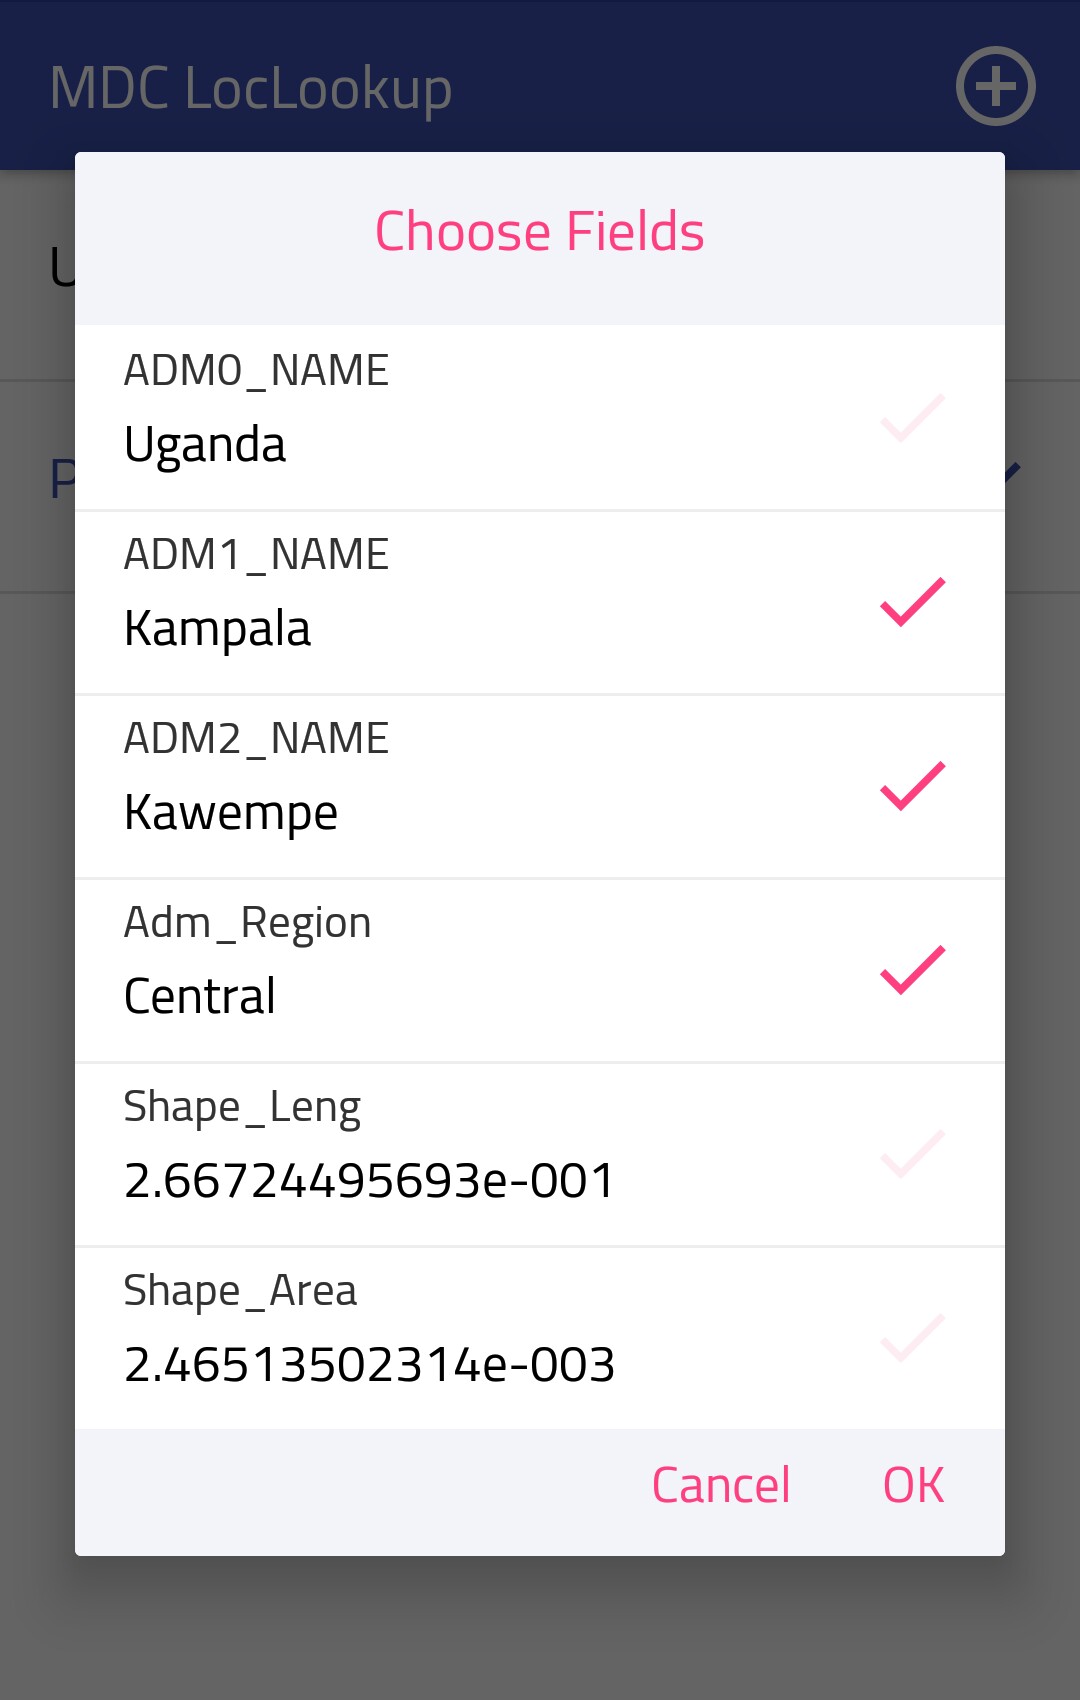 MDC LocLookup
Choose Fields
ADM0_NAME
Uganda
ADM1_NAME
Kampala
ADM2_NAME
Kawempe
Adm_Region
Central
Shape_Leng
2.66724495693e-001
Shape_Area
2.46513502314e-003
Cancel OK